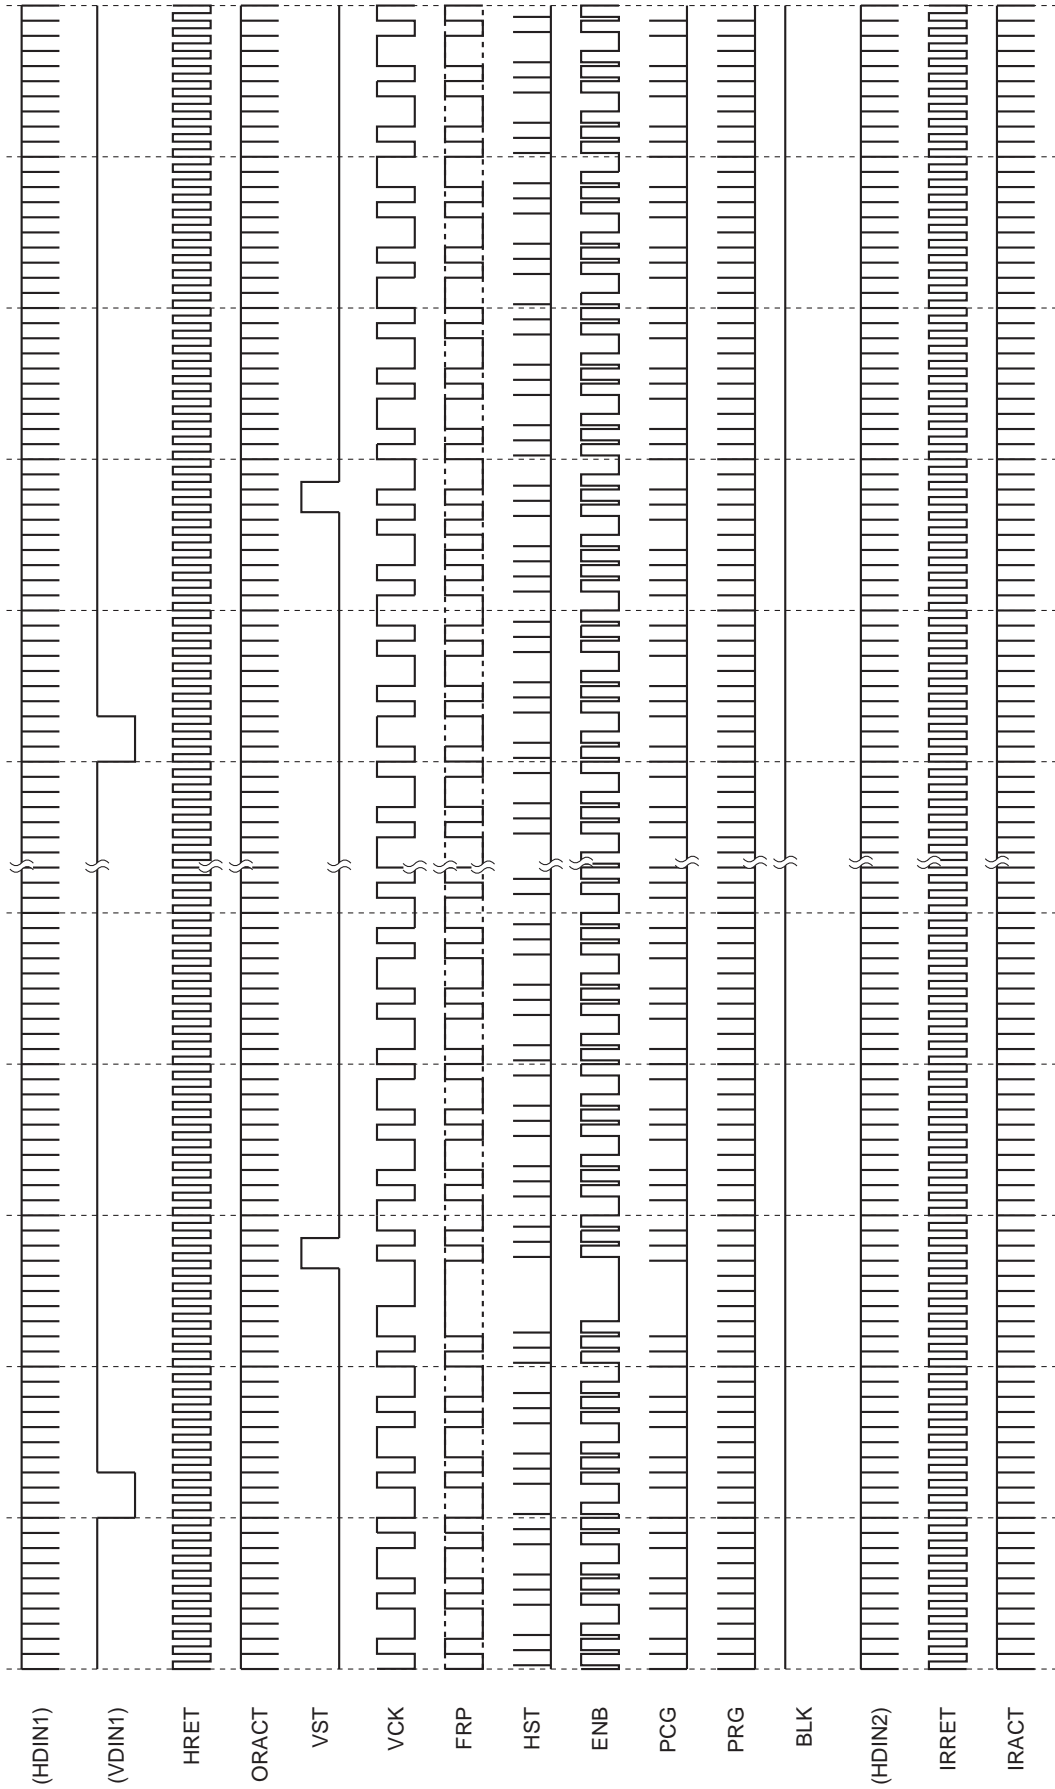 (HDIN1)
(VDIN1)
HRET
ORACT
VST
VCK
FRP
HST
ENB
PCG
PRG
BLK
(HDIN2)
IRRET
IRACT